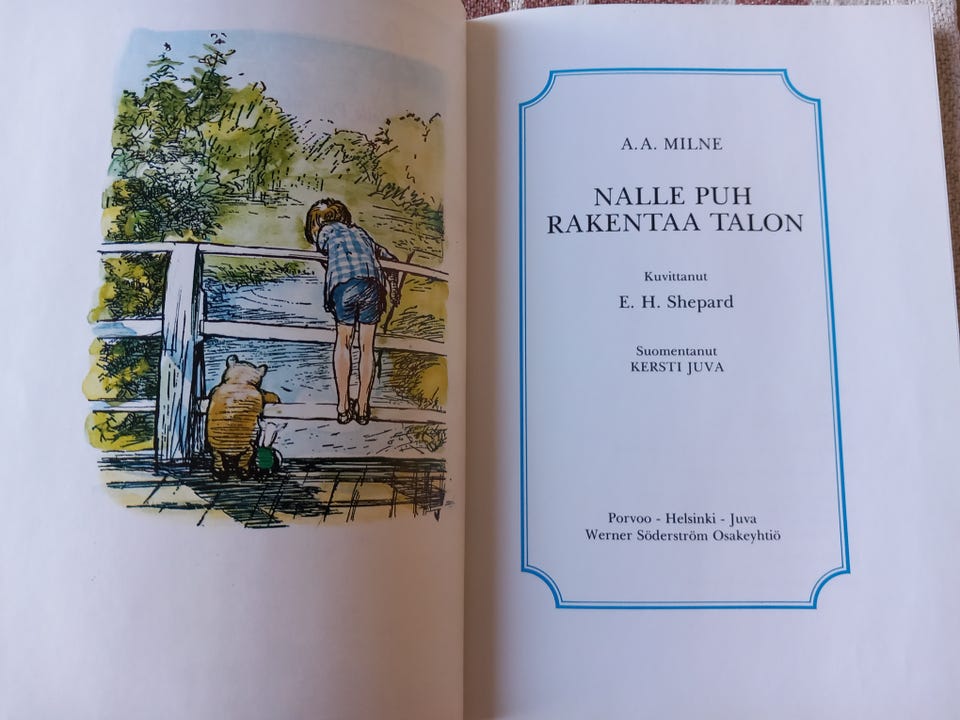 A. A. MILNE
NALLE PUH
RAKENTAA TALON
Kuvittanut
E. H. Shepard
Suomentanut
KERSTI JUVA
Porvoo - Helsinki - Juva
Werner Söderström Osakeyhtiö